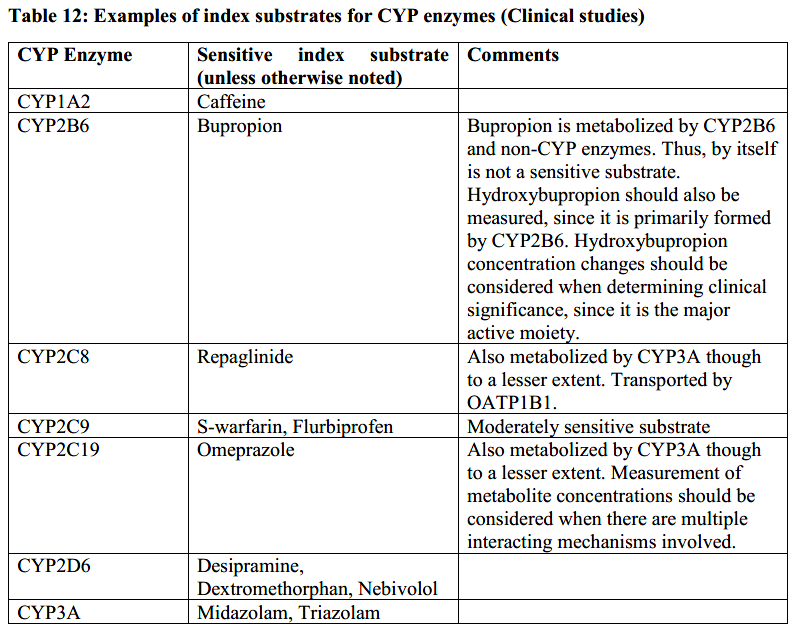 Table 12: Examples of index substrates for CYP enzymes (Clinical studies)
CYP Enzyme
Sensitive index substrate
(unless otherwise noted)
Comments
CYP1A2
Caffeine
CYP2B6
Bupropion
Bupropion is metabolized by CYP2B6
and non-CYP enzymes. Thus, by itself
is not a sensitive substrate.
Hydroxybupropion should also be
measured, since it is primarily formed
by CYP2B6. Hydroxybupropion
concentration changes should be
considered when determining clinical
significance, since it is the major
active moiety.
CYP2C8
Repaglinide
Also metabolized by CYP3A though
to a lesser extent. Transported by
OATP1B1.
CYP2C9
S-warfarin, Flurbiprofen
Moderately sensitive substrate
CYP2C19
Omeprazole
Also metabolized by CYP3A though
to a lesser extent. Measurement of
metabolite concentrations should be
considered when there are multiple
interacting mechanisms involved.
CYP2D6
Desipramine,
Dextromethorphan, Nebivolol
CYP3A
Midazolam, Triazolam